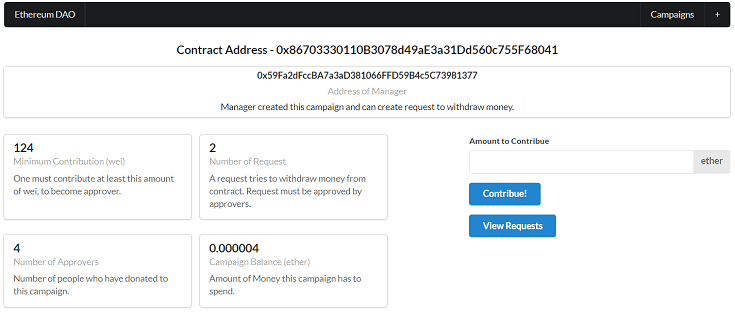 Ethereum DAO
Campaigns
+
Contract Address - 0x86703330110B3078d49aE3a31Dd560c755F68041
0x59Fa2dFccBA7a3aD381066FFD59B4c5C73981377
Address of Manager
Manager created this campaign and can create request to withdraw money.
124
Minimum Contribution (wei)
One must contribute at least this amount
of wei, to become approver.
2
Number of Request
A request tries to withdraw money from
contract. Request must be approved by
approvers.
4
Number of Approvers
Number of people who have donated to
this campaign.
0.000004
Campaign Balance (ether)
Amount of Money this campaign has to
spend.
Amount to Contribue
ether
Contribue!
View Requests